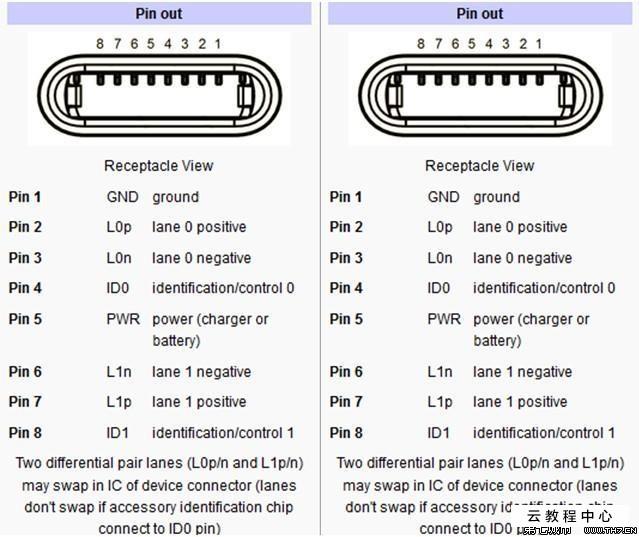 Pin out
8 7 6 5 4 3 2 1
Receptacle View
Pin 1 GND ground
Pin 2 L0p lane 0 positive
Pin 3 L0n lane 0 negative
Pin 4 ID0 identification/control 0
Pin 5 PWR power (charger or
battery)
Pin 6 L1n lane 1 negative
Pin 7 L1p lane 1 positive
Pin 8 ID1 identification/control 1
Two differential pair lanes (L0p/n and L1p/n)
may swap in IC of device connector (lanes
don't swap if accessory identification chip
connect to ID0 pin)
Pin out
8 7 6 5 4 3 2 1
Receptacle View
Pin 1 GND ground
Pin 2 L0p lane 0 positive
Pin 3 L0n lane 0 negative
Pin 4 ID0 identification/control 0
Pin 5 PWR power (charger or
battery)
Pin 6 L1n lane 1 negative
Pin 7 L1p lane 1 positive
Pin 8 ID1 identification/control 1
Two differential pair lanes (L0p/n and L1p/n)
may swap in IC of device connector (lanes
don't swap if accessory identification chip
connect to ID0
云教程中心